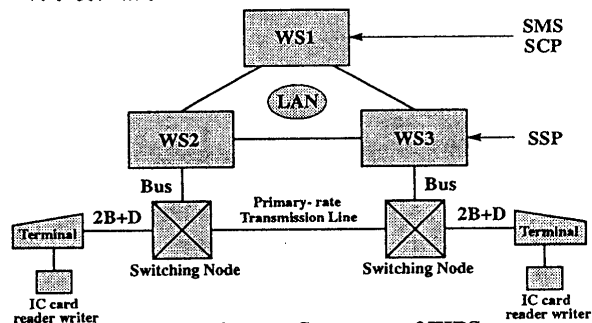 WS1
SMS
SCP
LAN
WS2
WS3
SSP
Bus
Bus
Primary- rate
Transmission Line
2B+D
2B+D
Terminal
Terminal
Switching Node
Switching Node
IC card
reader writer
IC card
reader writer